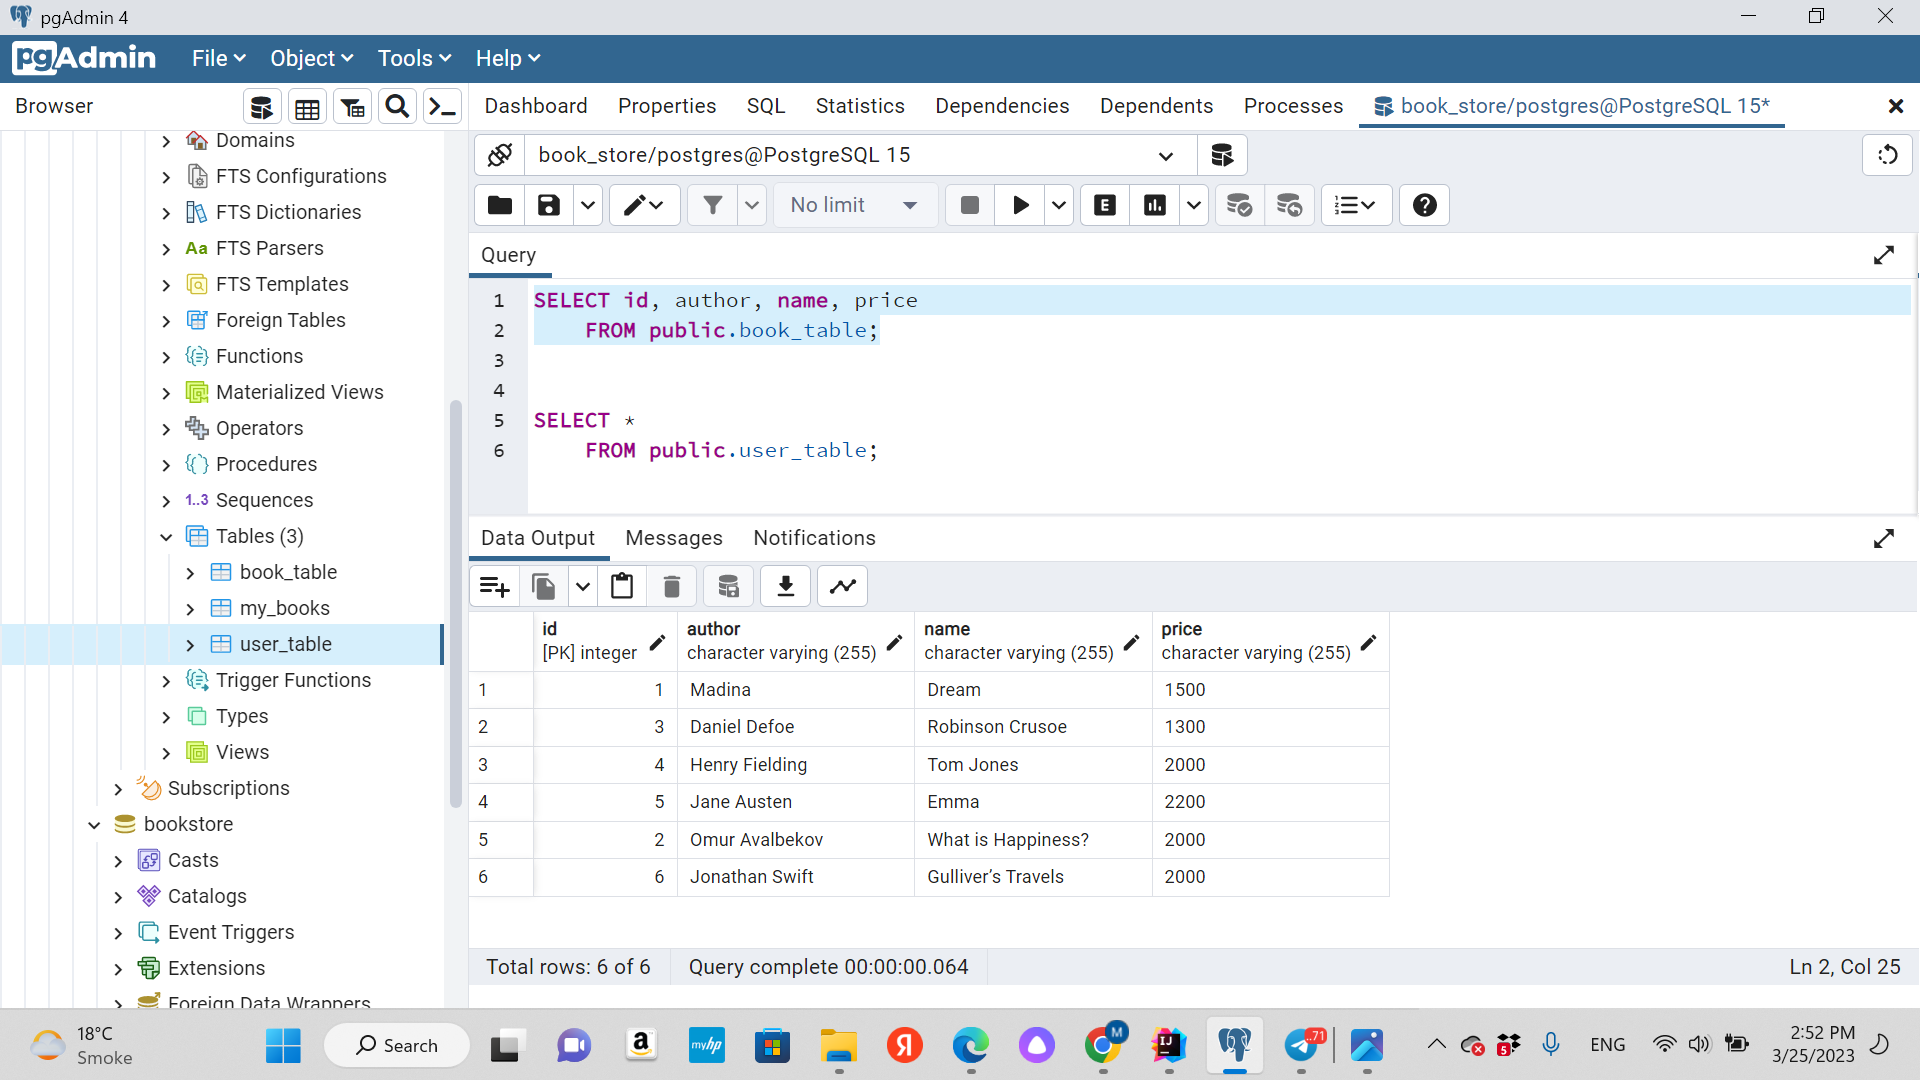 pgAdmin 4
pgAdmin File Object Tools Help
Browser
Dashboard Properties SQL Statistics Dependencies Dependents Processes book_store/postgres@PostgreSQL 15*
Domains
FTS Configurations
FTS Dictionaries
Aa FTS Parsers
FTS Templates
Foreign Tables
Functions
Materialized Views
Operators
Procedures
1..3 Sequences
Tables (3)
book_table
my_books
user_table
Trigger Functions
Types
Views
Subscriptions
bookstore
Casts
Catalogs
Event Triggers
Extensions
Foreign Data Wrappers
book_store/postgres@PostgreSQL 15
No limit
E
Query
1 SELECT id, author, name, price
2 FROM public.book_table;
3
4
5 SELECT *
6 FROM public.user_table;
Data Output Messages Notifications
id author name price
[PK] integer character varying (255) character varying (255) character varying (255)
1 1 Madina Dream 1500
2 3 Daniel Defoe Robinson Crusoe 1300
3 4 Henry Fielding Tom Jones 2000
4 5 Jane Austen Emma 2200
5 2 Omur Avalbekov What is Happiness? 2000
6 6 Jonathan Swift Gulliver’s Travels 2000
Total rows: 6 of 6 Query complete 00:00:00.064 Ln 2, Col 25
18°C
Smoke
Search
a
myhp
Я
M
IJ
..71
5
ENG
2:52 PM
3/25/2023